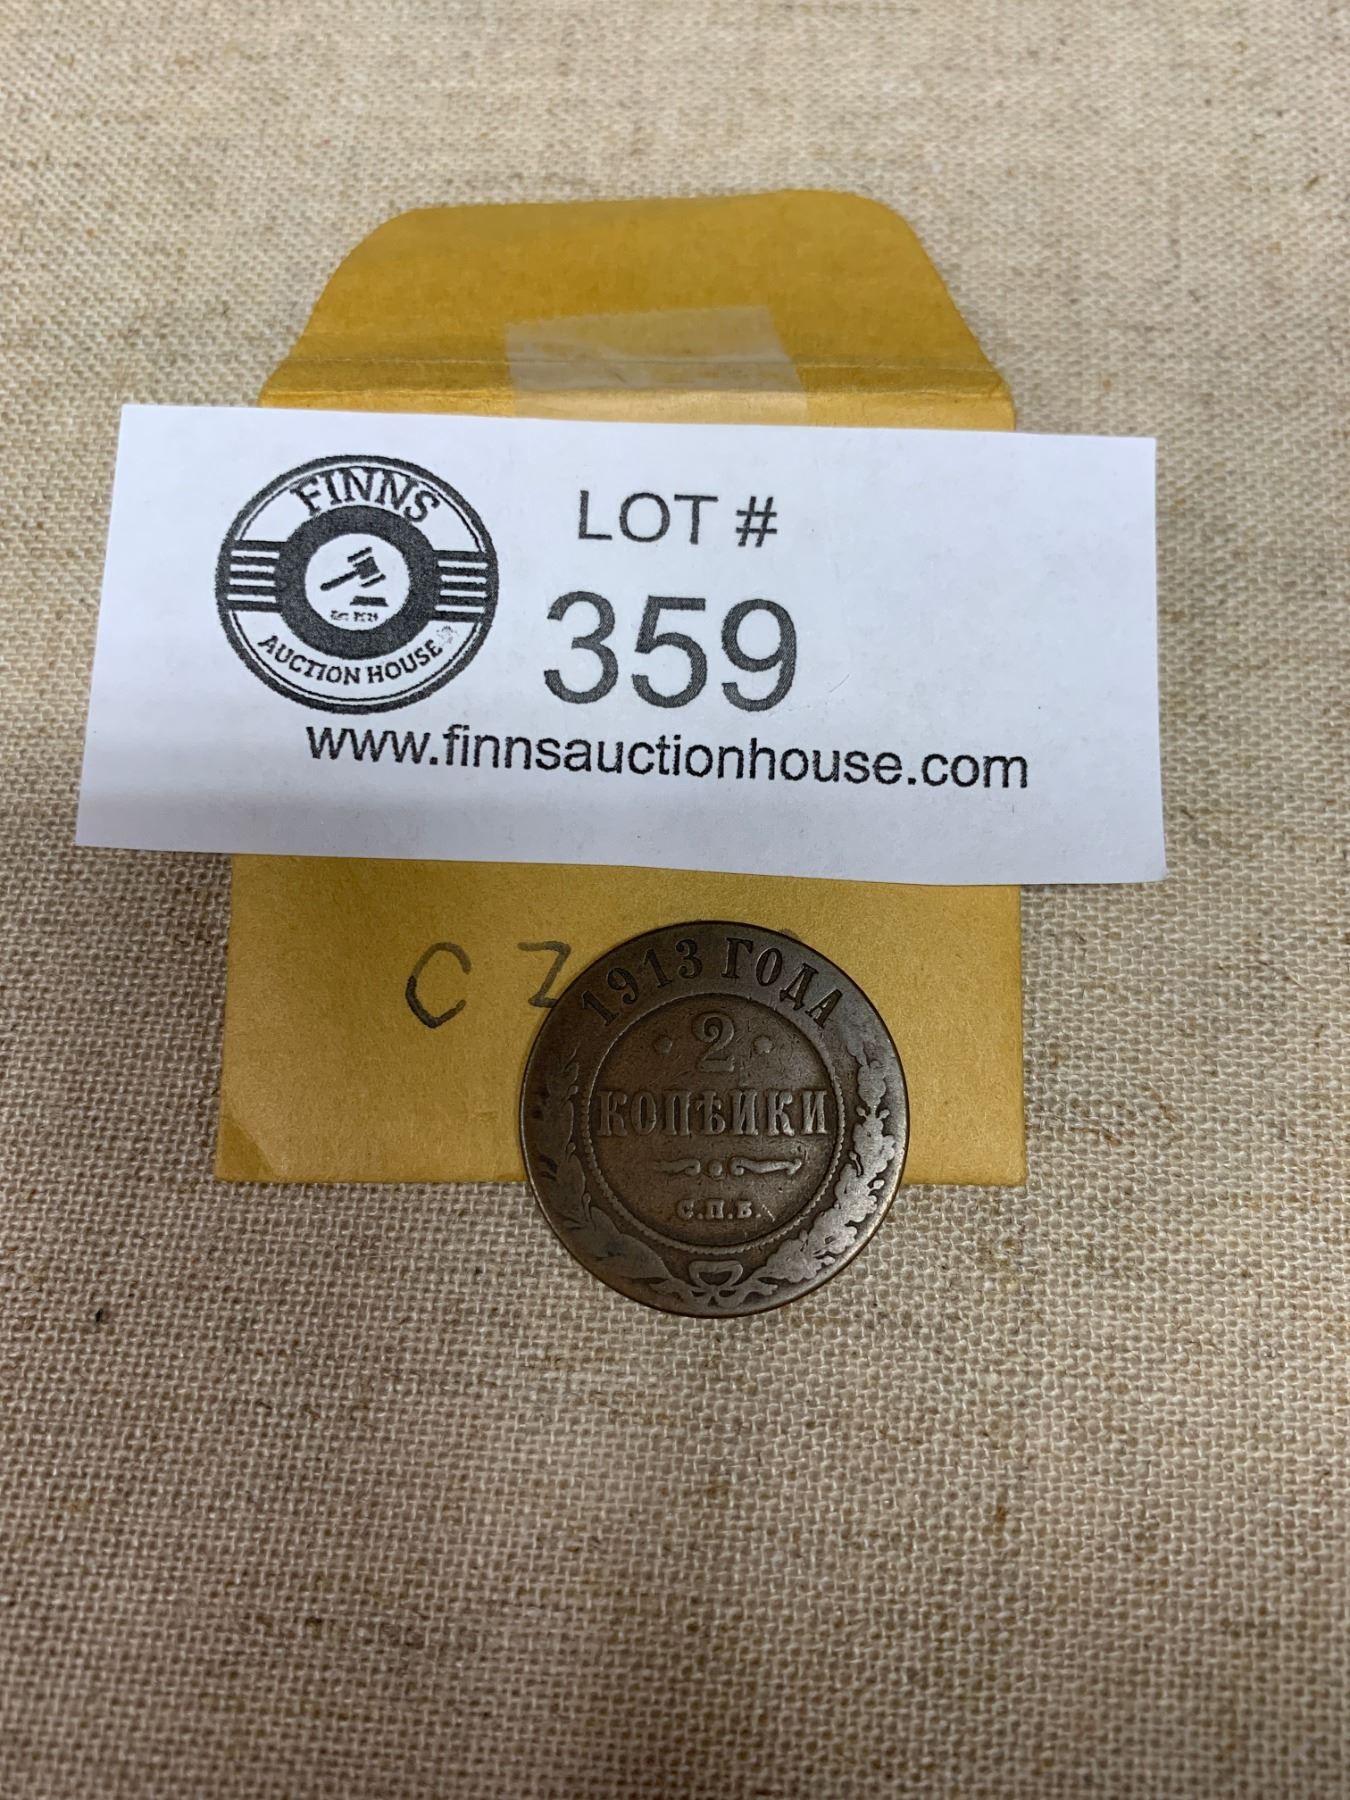 FINNS
AUCTION HOUSE
LOT #
359
www.finnsauctionhouse.com
C Z
1913 ГОДА
2
КОПѢЙКИ
С.П.Б.